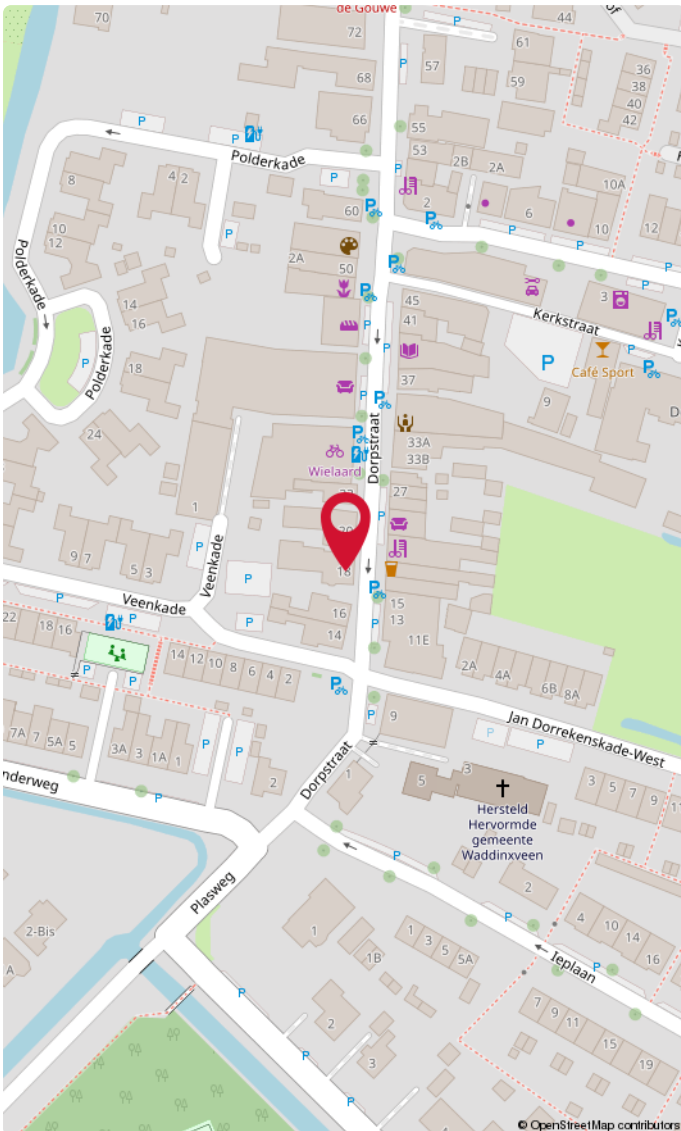 de Gouwe
70
72
44
61
57
68
36
38
40
42
66
55
53
Polderkade
2B
2A
8
4
2
10A
2
60
6
10
12
10
12
2A
50
Polderkade
3
45
14
41
16
Kerkstraat
Café Sport
Polderkade
18
37
9
Dorpstraat
24
33A
33B
Wielaard
27
1
18
9
7
5
3
Veenkade
Veenkade
16
15
13
14
11E
22
18
16
14
12
10
8
6
4
2
2A
4A
6B
8A
9
Jan Dorrekenskade-West
7A
7
5A
5
3A
3
1A
1
Dorpstraat
1
2
5
3
3
5
7
9
nderweg
Hersteld
Hervormde
gemeente
Waddinxveen
Plasweg
2
2-Bis
1
1
3
5
5A
4
10
14
16
1B
A
Ieplaan
2
7
9
11
15
19
3
© OpenStreetMap contributors